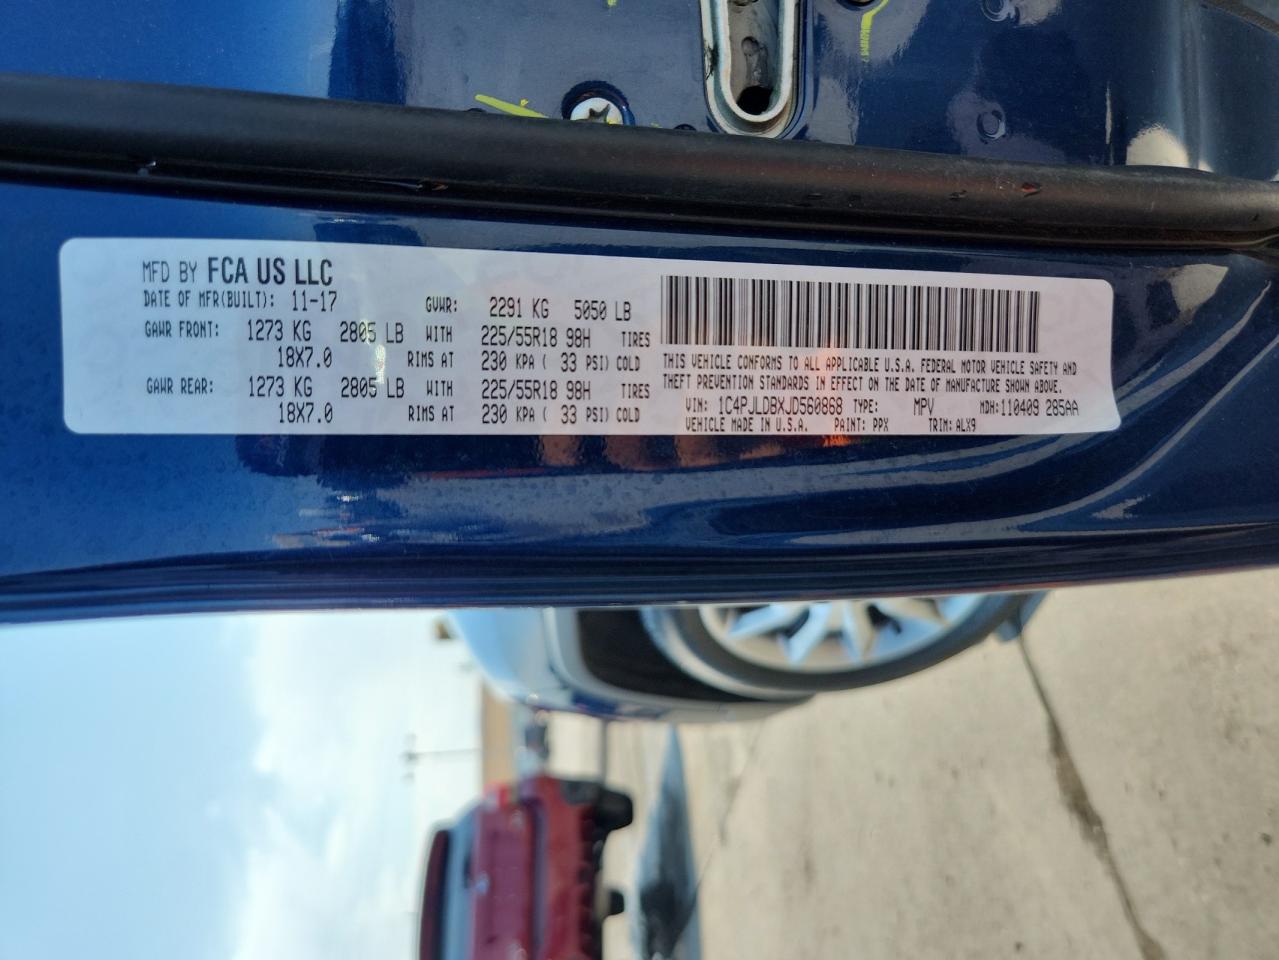 MFD BY FCA US LLC
DATE OF MFR(BUILT): 11-17 GVWR: 2291 KG 5050 LB
GAWR FRONT: 1273 KG 2805 LB WITH 225/55R18 98H TIRES
18X7.0 RIMS AT 230 KPA ( 33 PSI) COLD
GAWR REAR: 1273 KG 2805 LB WITH 225/55R18 98H TIRES
18X7.0 RIMS AT 230 KPA ( 33 PSI) COLD
THIS VEHICLE CONFORMS TO ALL APPLICABLE U.S.A. FEDERAL MOTOR VEHICLE SAFETY AND
THEFT PREVENTION STANDARDS IN EFFECT ON THE DATE OF MANUFACTURE SHOWN ABOVE.
VIN: 1C4PJLDBXJD560868 TYPE: MPV MDH:110409 285AA
VEHICLE MADE IN U.S.A. PAINT: PPX TRIM: ALX9